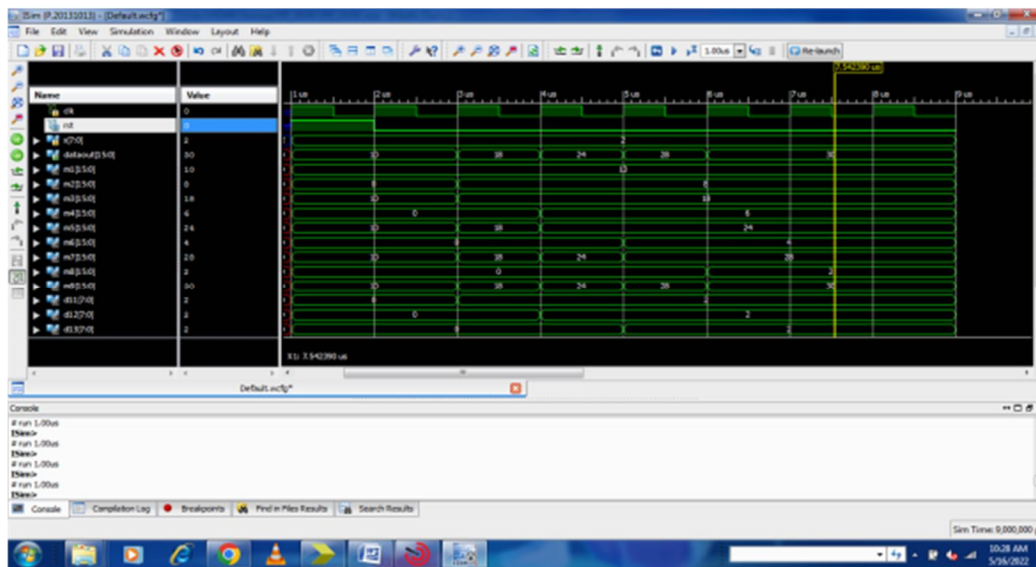 ISim (P.20131013) - [Default.wcfg*]
File Edit View Simulation Window Layout Help
1.00us Re-launch
7.542390 us
Name Value
1 us 2 us 3 us 4 us 5 us 6 us 7 us 8 us 9 us
clk 0
rst 0
x[7:0] 2 2
dataout[15:0] 30 10 18 24 28 30
m1[15:0] 10 10
m2[15:0] 8 0 8
m3[15:0] 18 10 18
m4[15:0] 6 0 6
m5[15:0] 24 10 18 24
m6[15:0] 4 0 4
m7[15:0] 28 10 18 24 28
m8[15:0] 2 0 2
m9[15:0] 30 10 18 24 28 30
d11[7:0] 2 0 2
d12[7:0] 2 0 2
d13[7:0] 2 0 2
X1: 7.542390 us
Default.wcfg*
Console
# run 1.00us
ISim>
# run 1.00us
ISim>
# run 1.00us
ISim>
# run 1.00us
ISim>
Console Compilation Log Breakpoints Find in Files Results Search Results
Sim Time: 9,000,000
10:28 AM
5/16/2022